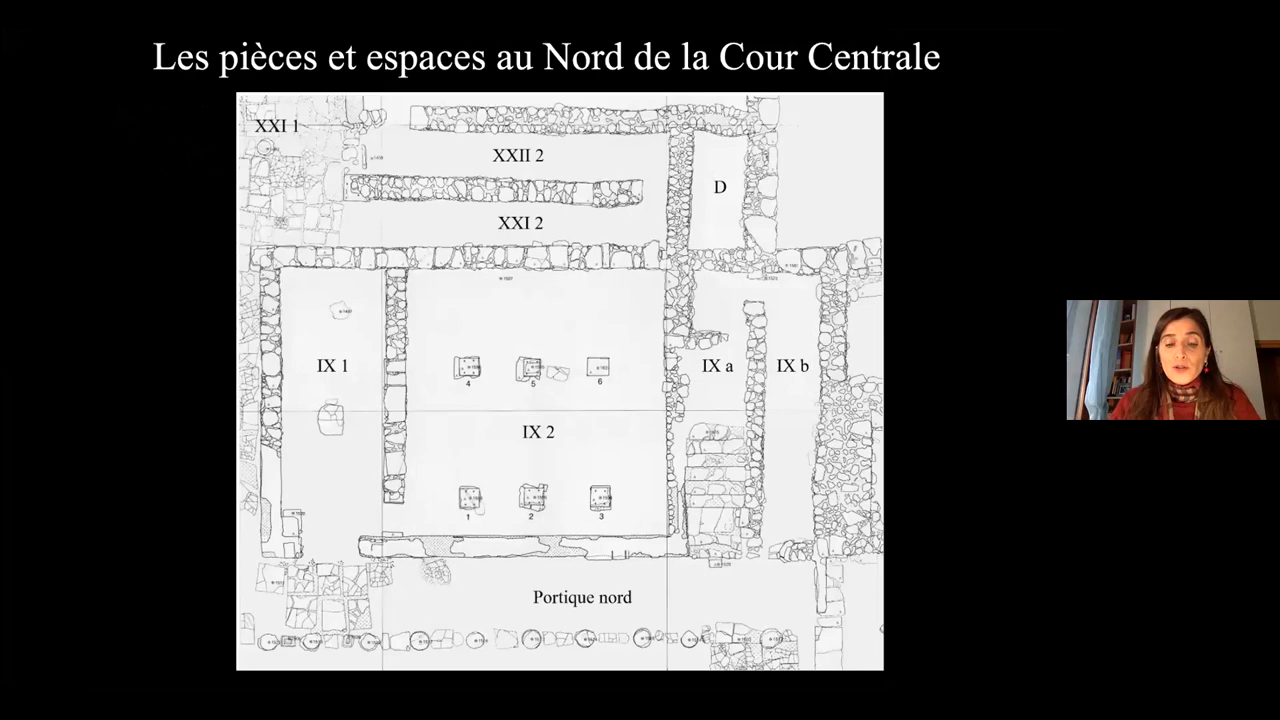 Les pièces et espaces au Nord de la Cour Centrale
XXI 1
XXII 2
D
XXI 2
IX 1
IX a
IX b
4
5
6
IX 2
1
2
3
Portique nord